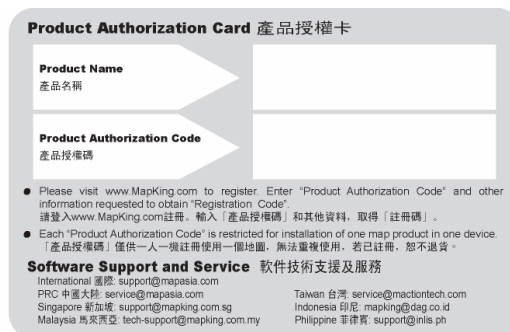 Product Authorization Card 產品授權卡
Product Name
產品名稱
Product Authorization Code
產品授權碼
● Please visit www.MapKing.com to register. Enter “Product Authorization Code” and other
information requested to obtain “Registration Code”.
請登入www.MapKing.com註冊。輸入「產品授權碼」和其他資料，取得「註冊碼」。
● Each “Product Authorization Code” is restricted for installation of one map product in one device.
「產品授權碼」僅供一人一機註冊使用一個地圖，無法重複使用，若已註冊，恕不退貨。
Software Support and Service 軟件技術支援及服務
International 國際: support@mapasia.com
PRC 中國大陸: service@mapasia.com
Taiwan 台灣: service@mactiontech.com
Singapore 新加坡: support@mapking.com.sg
Indonesia 印尼: mapking@dag.co.id
Malaysia 馬來西亞: tech-support@mapking.com.my
Philippine 菲律賓: support@inlis.ph